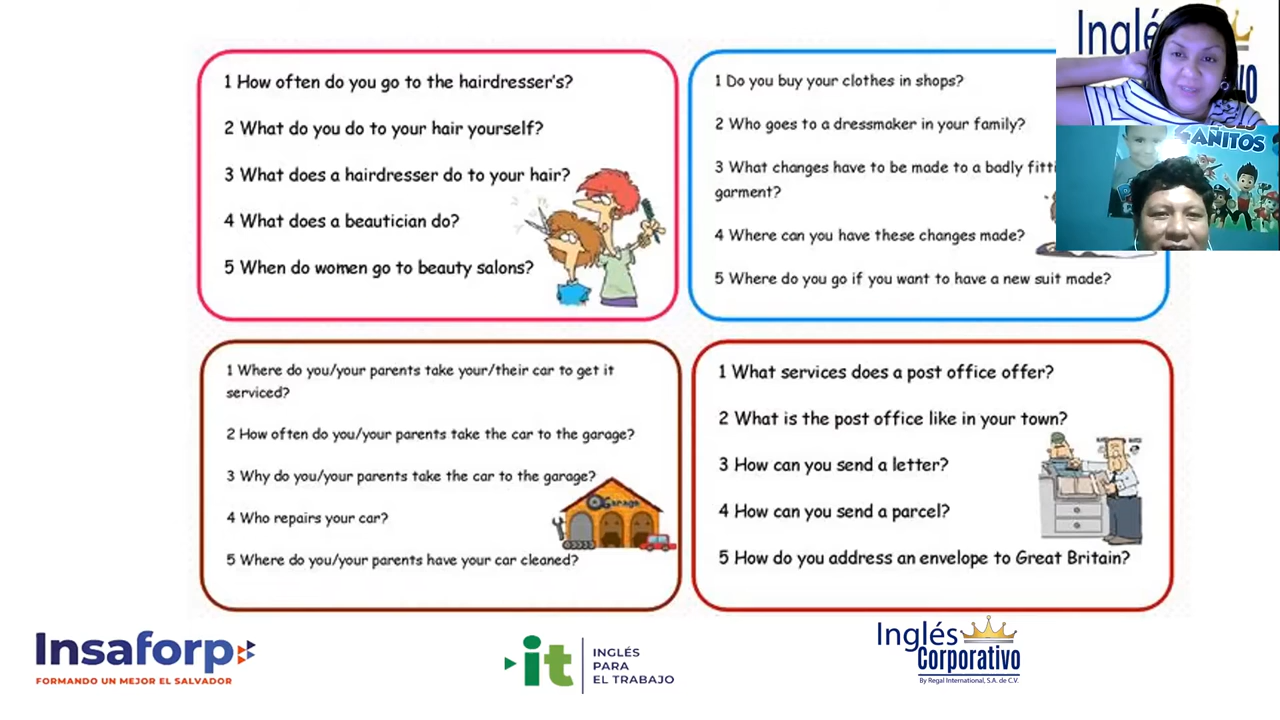 1 How often do you go to the hairdresser's?
2 What do you do to your hair yourself?
3 What does a hairdresser do to your hair?
4 What does a beautician do?
5 When do women go to beauty salons?
1 Do you buy your clothes in shops?
2 Who goes to a dressmaker in your family?
3 What changes have to be made to a badly
garment?
4 Where can you have these changes made?
5 Where do you go if you want to have a new suit made?
1 Where do you/your parents take your/their car to get it
serviced?
2 How often do you/your parents take the car to the garage?
3 Why do you/your parents take the car to the garage?
4 Who repairs your car?
5 Where do you/your parents have your car cleaned?
Garage
1 What services does a post office offer?
2 What is the post office like in your town?
3 How can you send a letter?
4 How can you send a parcel?
5 How do you address an envelope to Great Britain?
Inglés
AÑITOS
Insaforp
FORMANDO UN MEJOR EL SALVADOR
it
INGLÉS
PARA
EL TRABAJO
Inglés
Corporativo
By Regal International, S.A. de C.V.